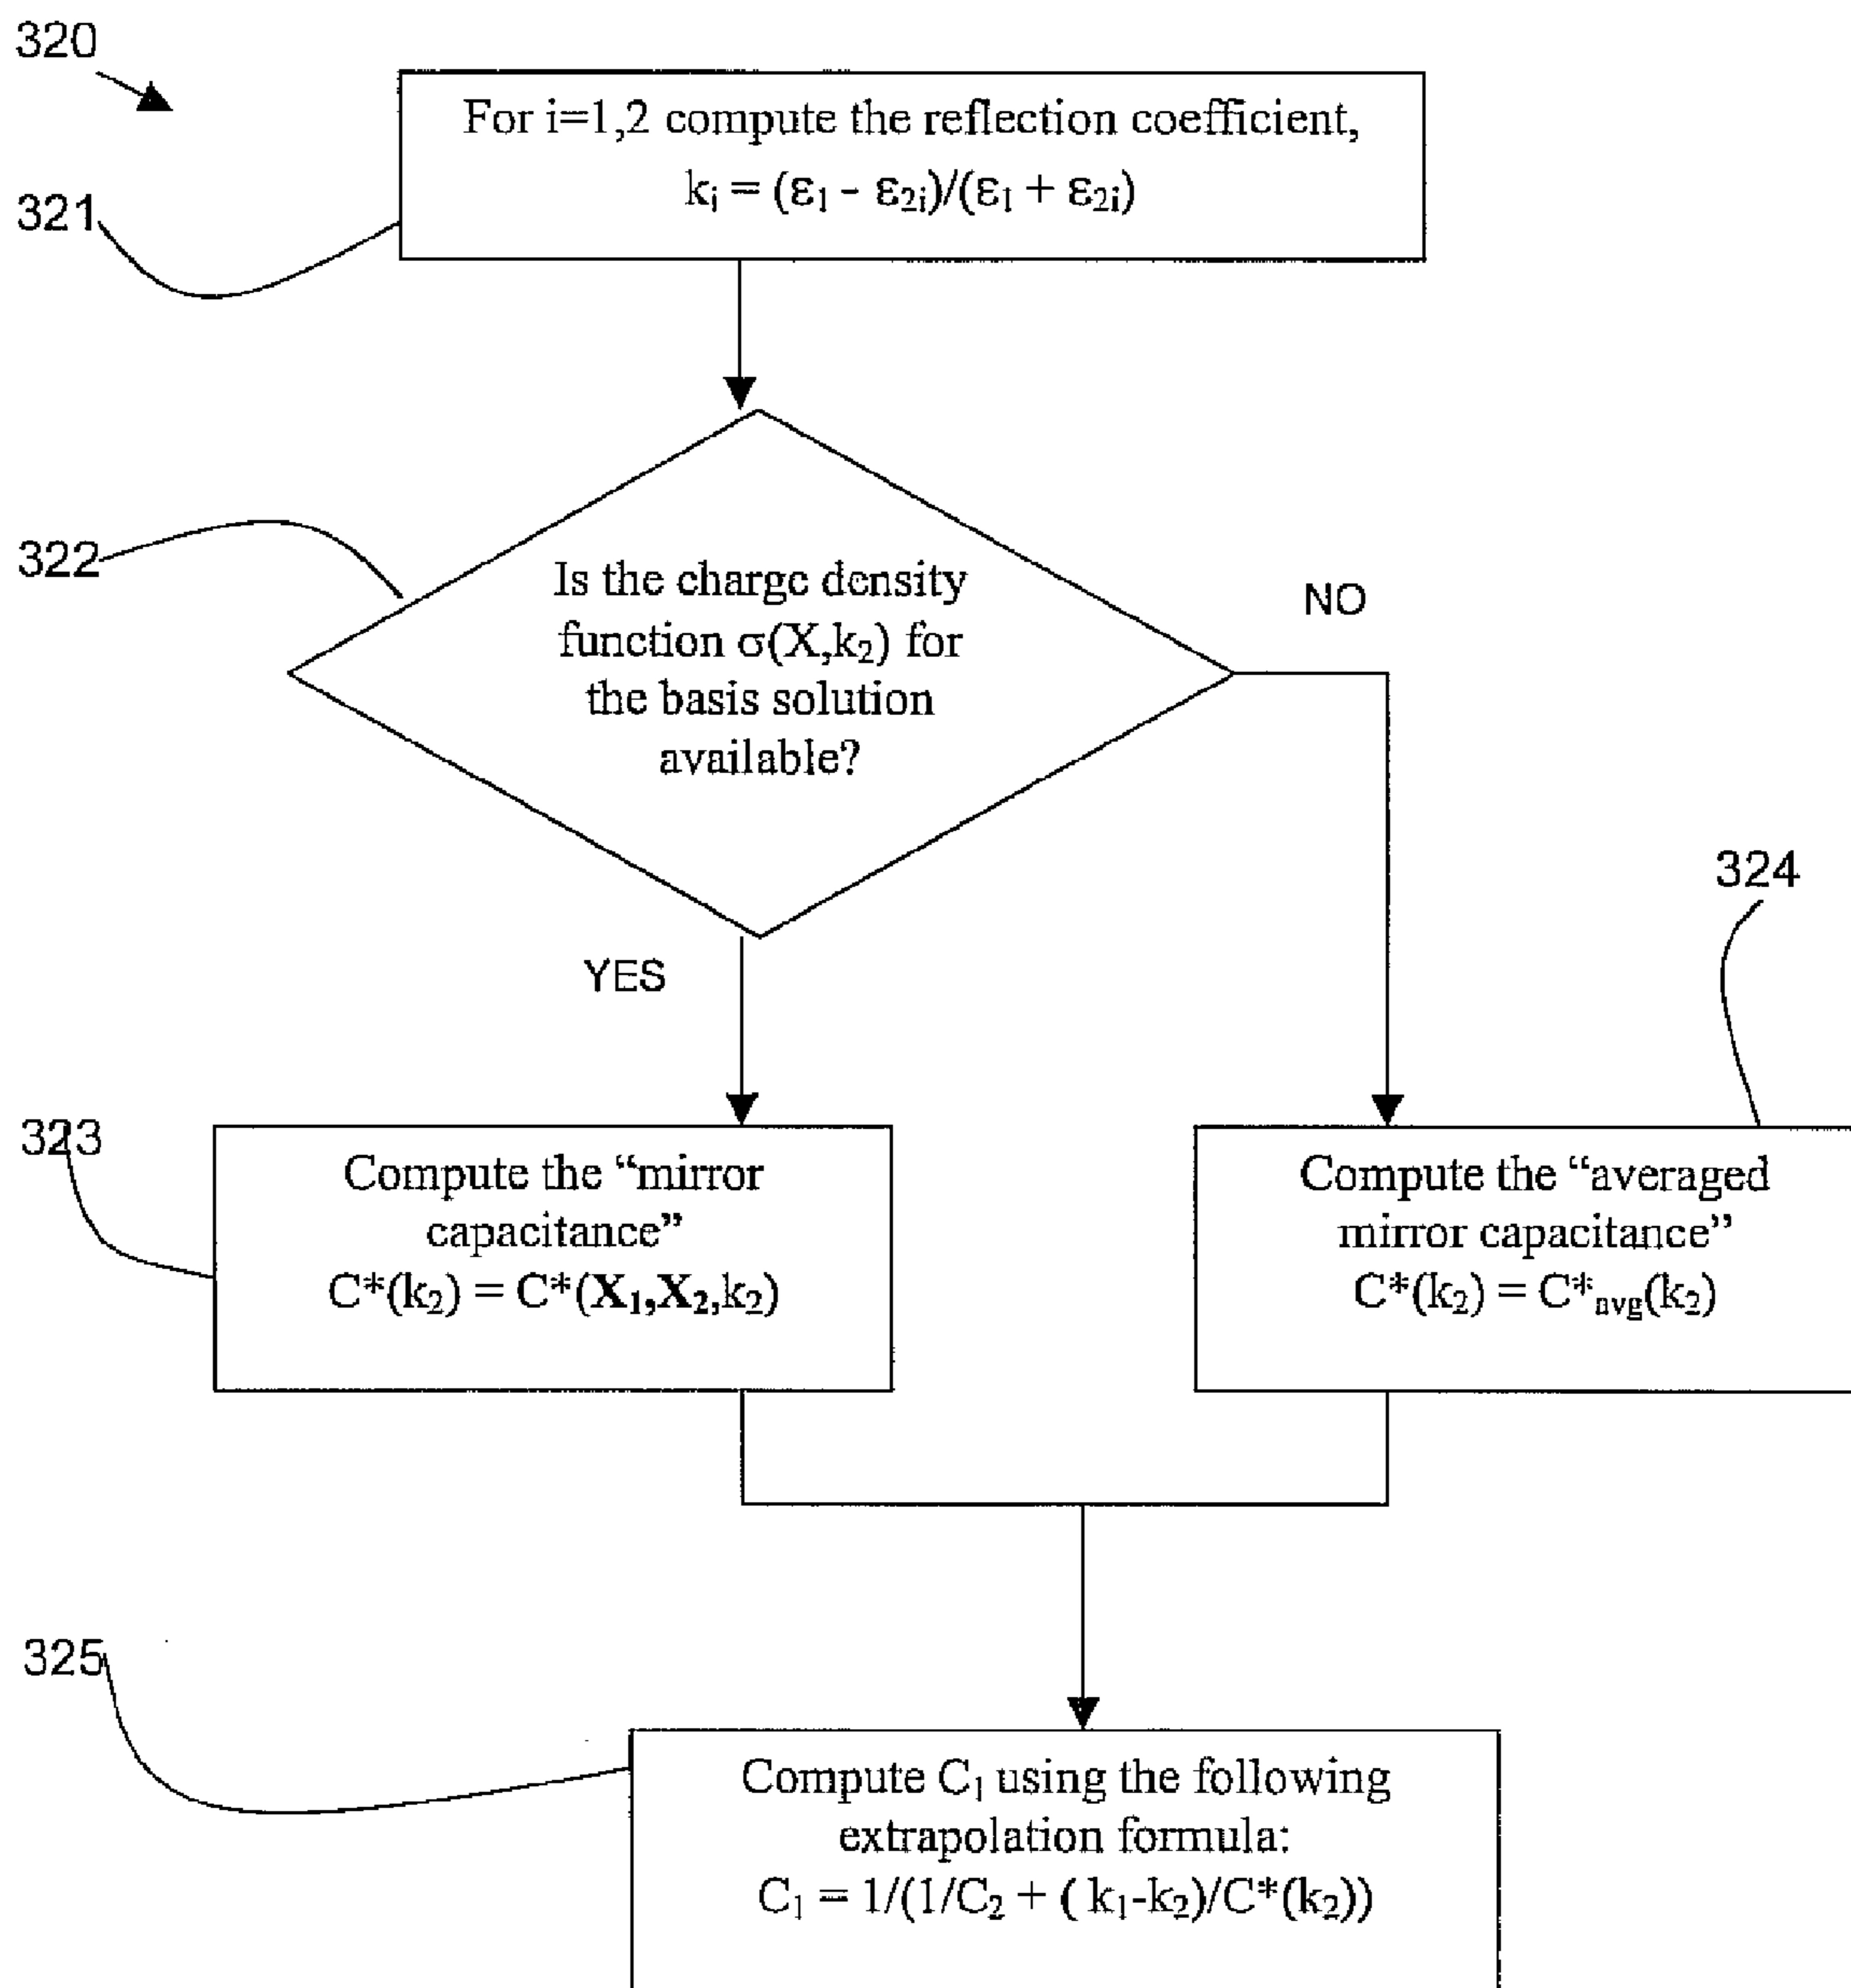 320
For i=1,2 compute the reflection coefficient,
kᵢ = (ε₁ - ε₂ᵢ)/(ε₁ + ε₂ᵢ)
321
322
Is the charge density
function σ(X,k₂) for
the basis solution
available?
NO
324
YES
323
Compute the “mirror
capacitance”
C*(k₂) = C*(X₁,X₂,k₂)
Compute the “averaged
mirror capacitance”
C*(k₂) = C*avg(k₂)
325
Compute C₁ using the following
extrapolation formula:
C₁ = 1/(1/C₂ + ( k₁-k₂)/C*(k₂))